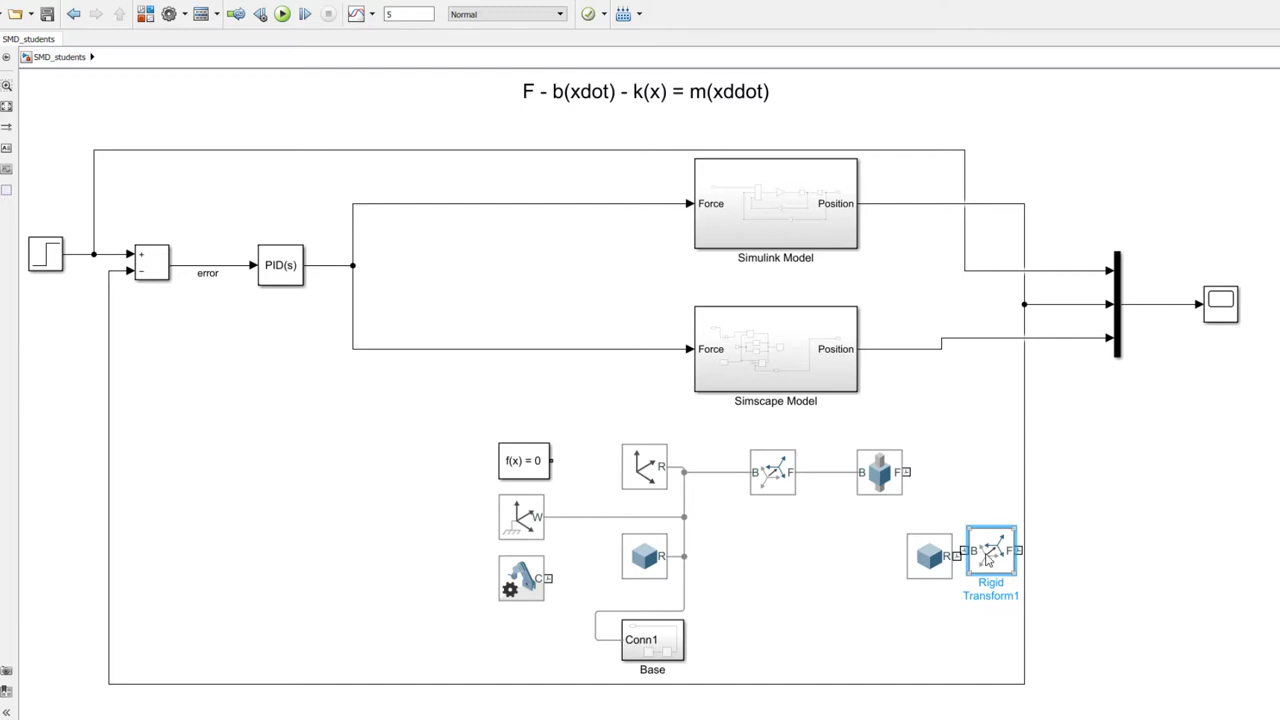 5
Normal
SMD_students
SMD_students
F - b(xdot) - k(x) = m(xddot)
Force
Position
Simulink Model
+
−
error
PID(s)
Force
Position
Simscape Model
f(x) = 0
R
B
F
B
F
W
R
R
B
F
C
Rigid
Transform1
Conn1
Base